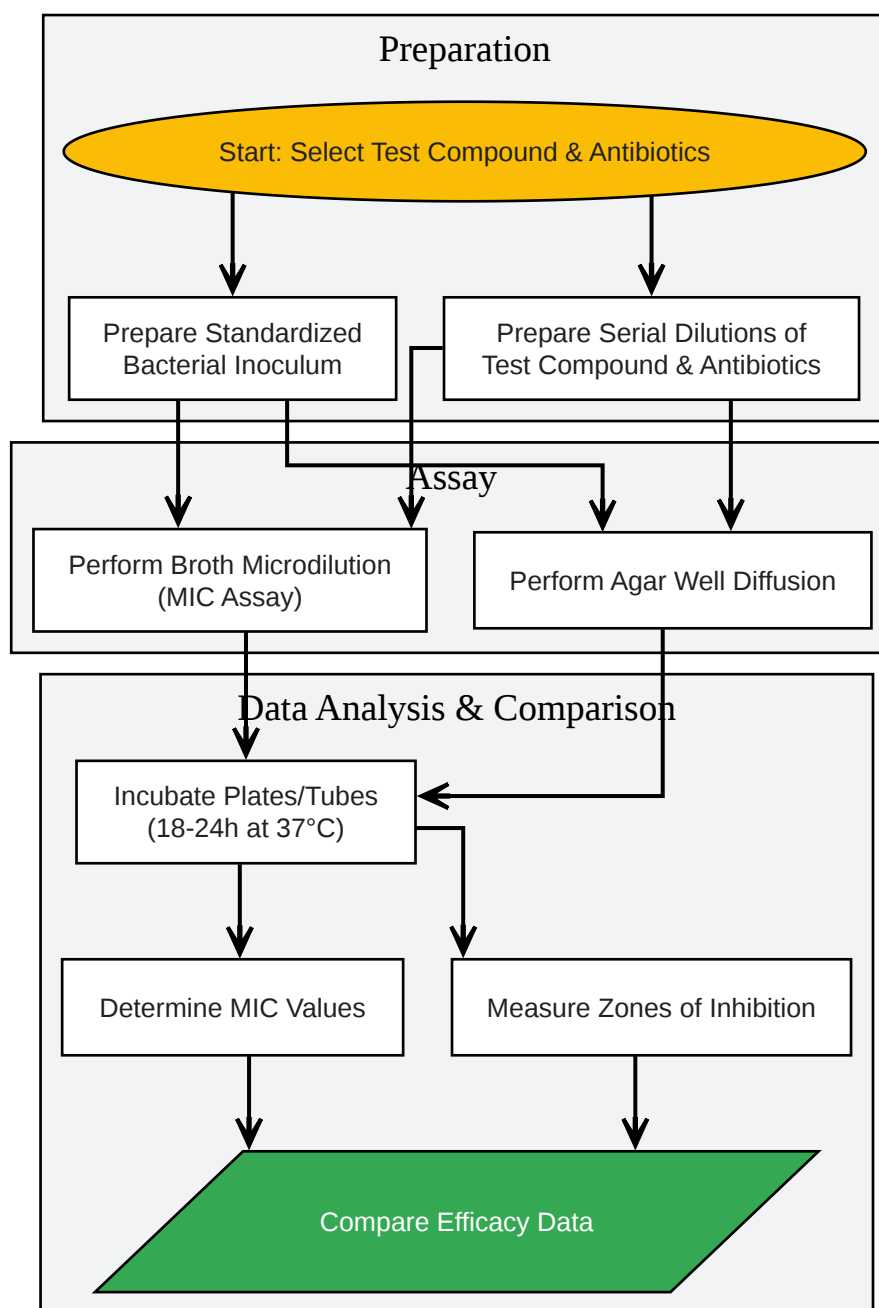 Preparation
Start: Select Test Compound & Antibiotics
Prepare Standardized
Bacterial Inoculum
Prepare Serial Dilutions of
Test Compound & Antibiotics
Assay
Perform Broth Microdilution
(MIC Assay)
Perform Agar Well Diffusion
Data Analysis & Comparison
Incubate Plates/Tubes
(18-24h at 37°C)
Determine MIC Values
Measure Zones of Inhibition
Compare Efficacy Data